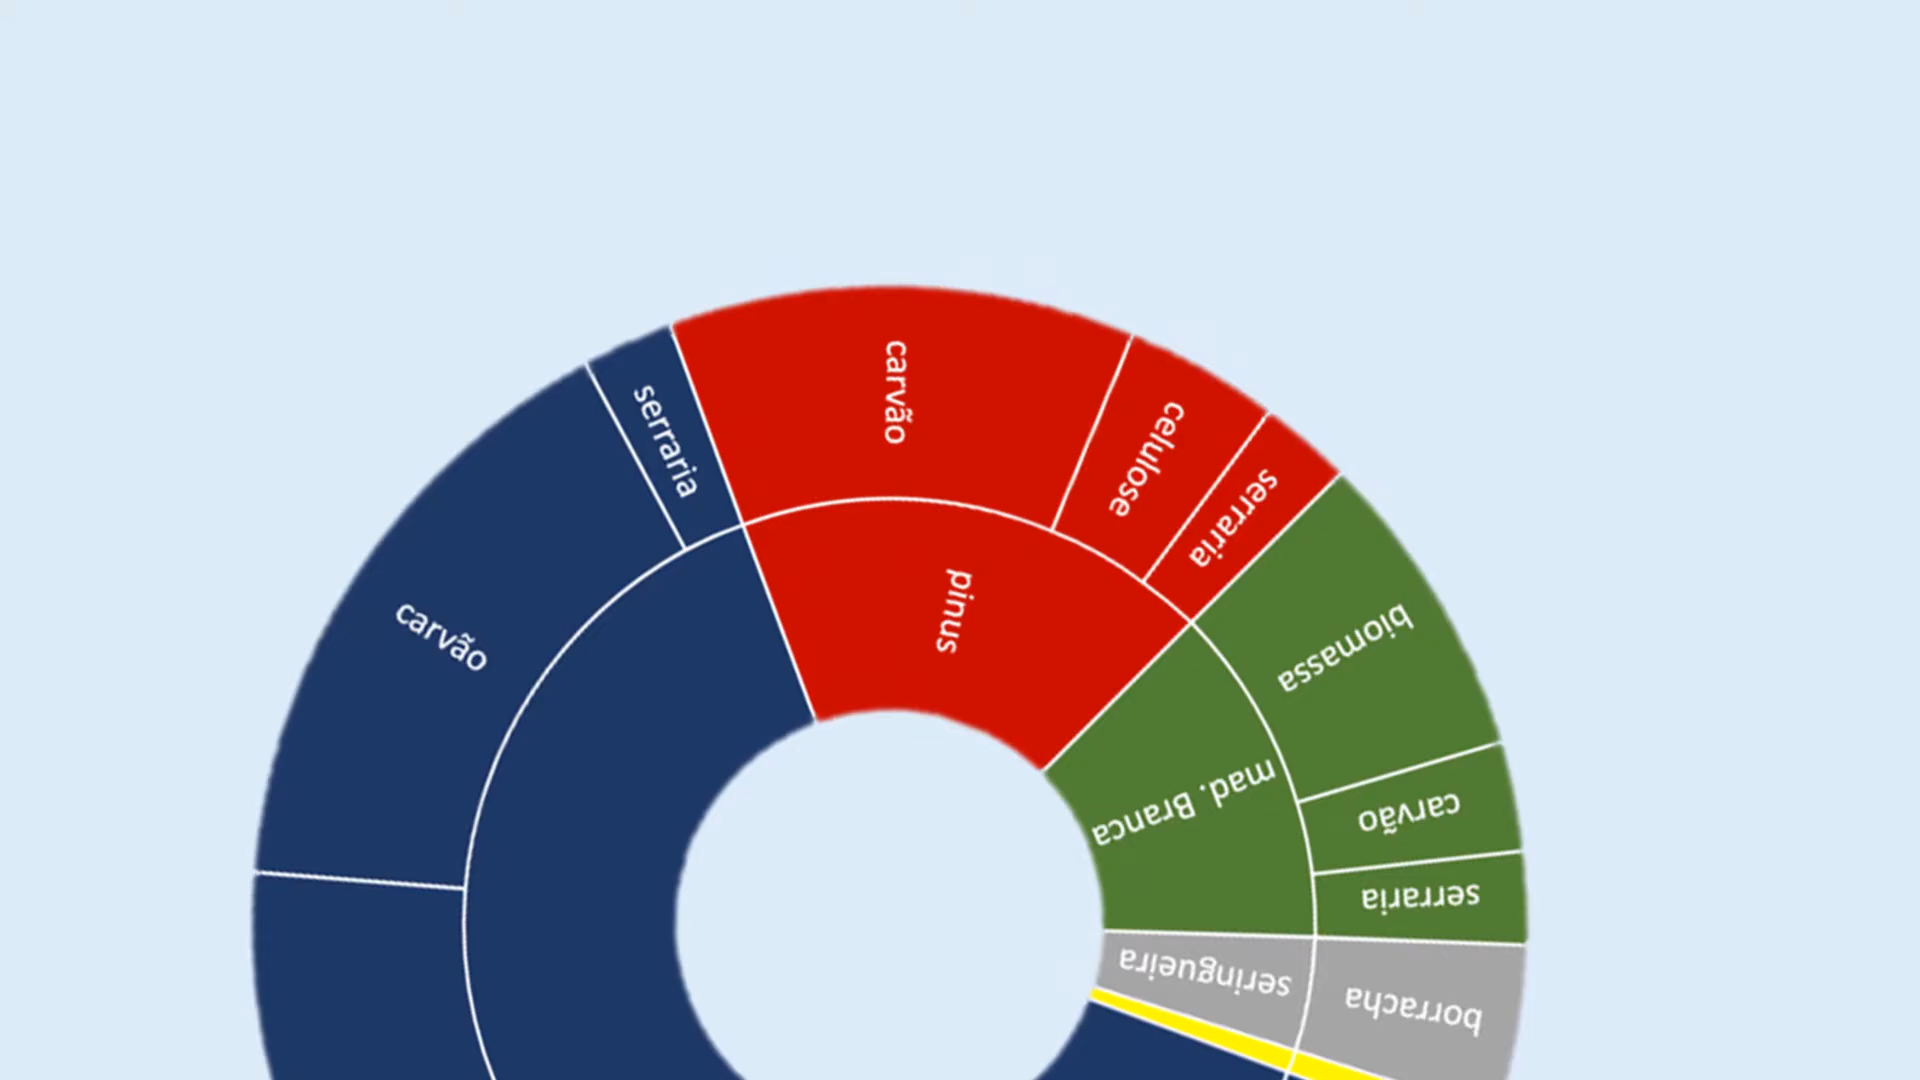 carvão
serraria
carvão
celulose
serraria
pinus
biomassa
mad. Branca
carvão
serraria
seringueira
borracha